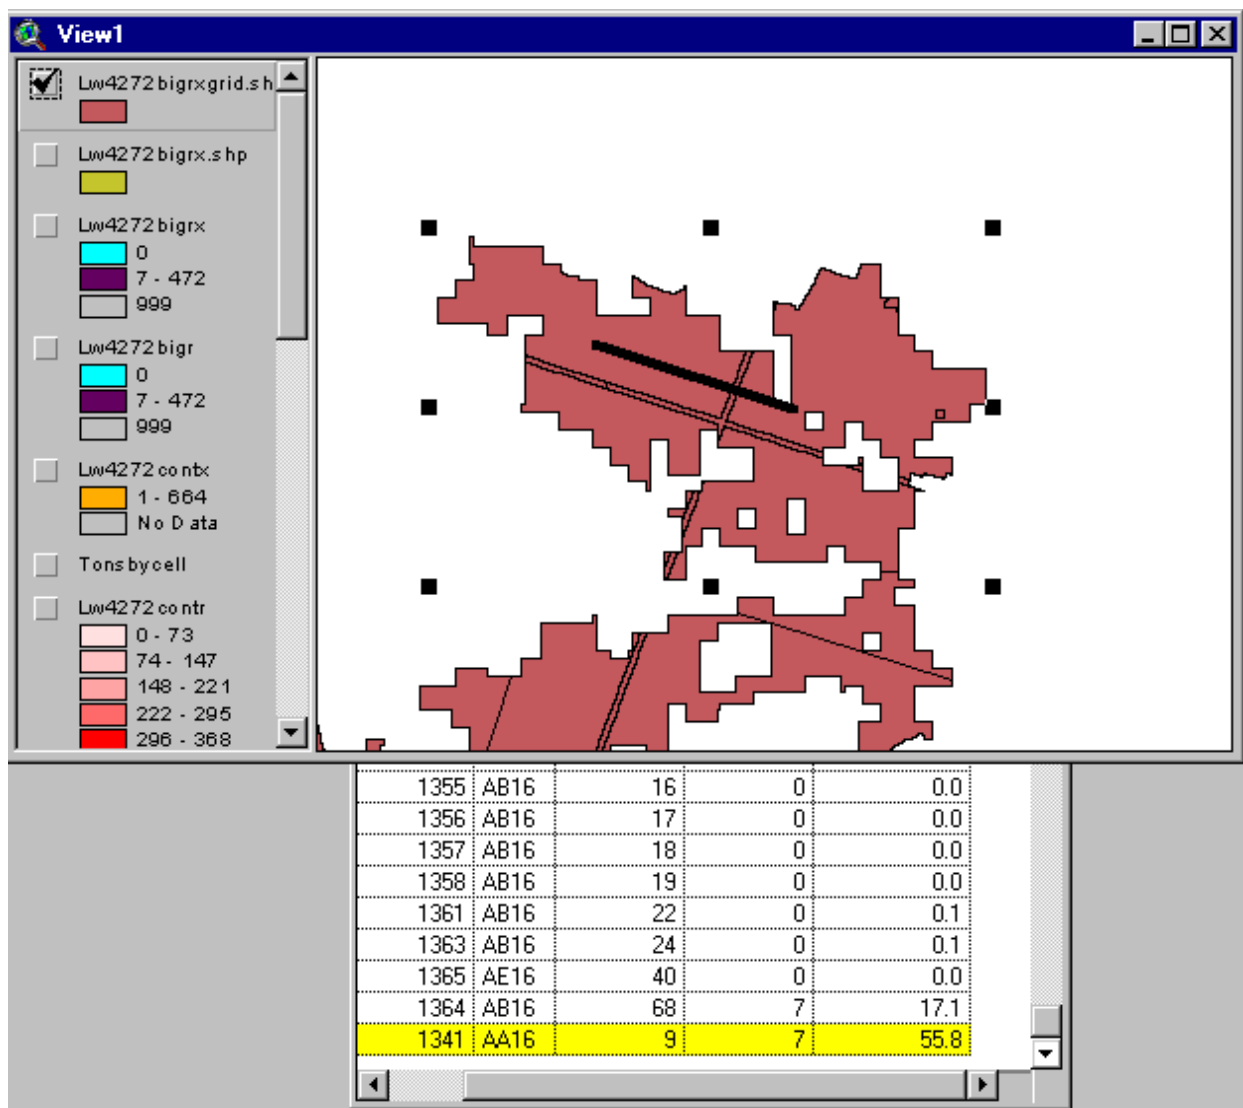 View1
Lw4272bigrxgrid.sh
Lw4272bigrx.shp
Lw4272bigrx
0
7 - 472
999
Lw4272bigr
0
7 - 472
999
Lw4272contx
1 - 664
No Data
Tonsbycell
Lw4272contr
0 - 73
74 - 147
148 - 221
222 - 295
296 - 368
1355 AB16 16 0 0.0
1356 AB16 17 0 0.0
1357 AB16 18 0 0.0
1358 AB16 19 0 0.0
1361 AB16 22 0 0.1
1363 AB16 24 0 0.1
1365 AE16 40 0 0.0
1364 AB16 68 7 17.1
1341 AA16 9 7 55.8